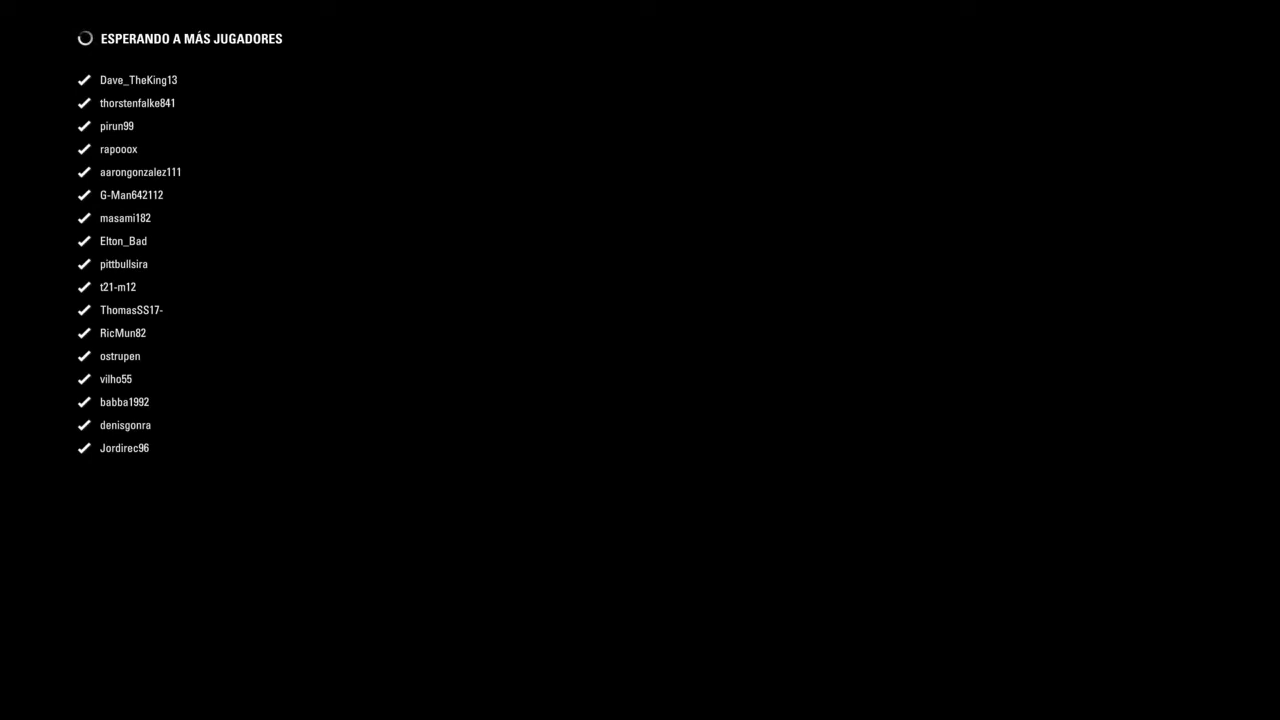 ESPERANDO A MÁS JUGADORES
Dave_TheKing13
thorstenfalke841
pirun99
rapooox
aarongonzalez111
G-Man642112
masami182
Elton_Bad
pittbullsira
t21-m12
ThomasSS17-
RicMun82
ostrupen
vilho55
babba1992
denisgonra
Jordirec96